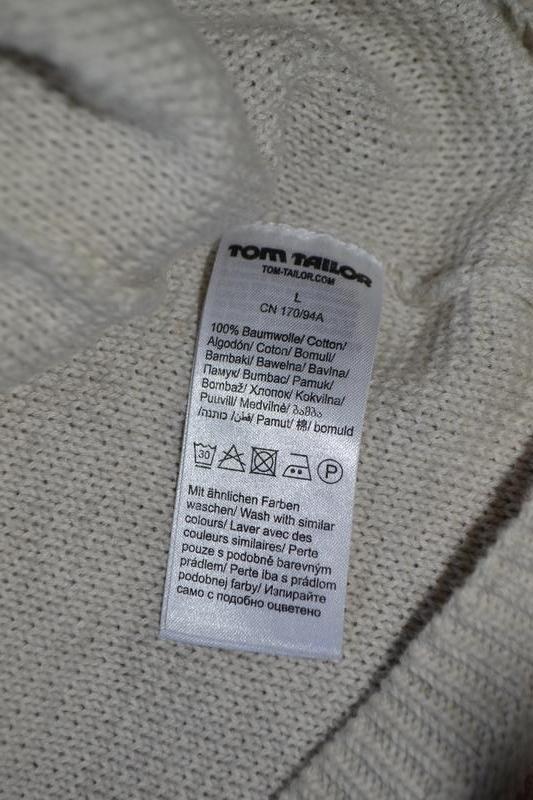 TOM TAILOR
TOM-TAILOR.COM
L
CN 170/94A
100% Baumwolle/ Cotton/
Algodón/ Coton/ Bomull/
Bambaki/ Bawełna/ Bavlna/
Памук/ Bumbac/ Pamuk/
Bombaž/ Хлопок/ Kokvilna/
Puuvill/ Medvilnė/ ბამბა
/כותנה /قطن/ Pamut/ 棉/ bomuld
30 P
Mit ähnlichen Farben
waschen/ Wash with similar
colours/ Laver avec des
couleurs similaires/ Perte
pouze s podobně barevným
prádlem/ Perte iba s prádlom
podobnej farby/ Изпирайте
само с подобно оцветено